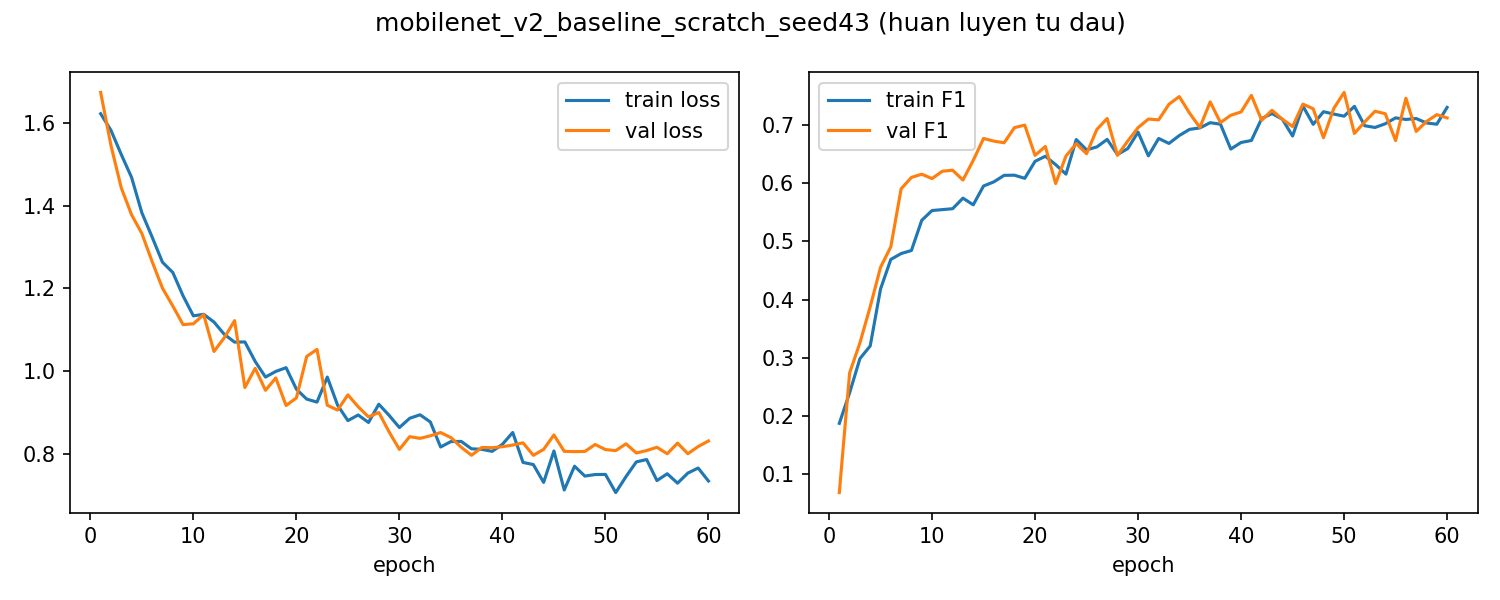 mobilenet_v2_baseline_scratch_seed43 (huan luyen tu dau)
train loss
val loss
1.6
1.4
1.2
1.0
0.8
0 10 20 30 40 50 60
epoch
train F1
val F1
0.7
0.6
0.5
0.4
0.3
0.2
0.1
0 10 20 30 40 50 60
epoch